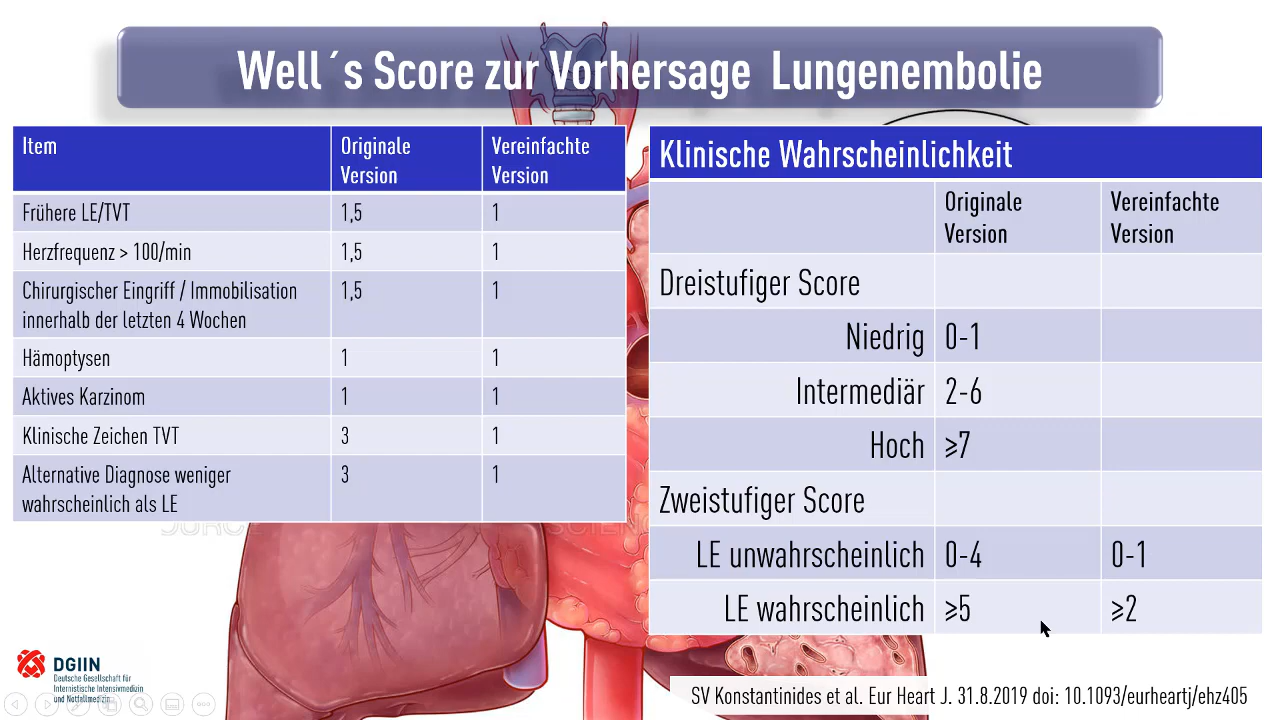 Well´s Score zur Vorhersage Lungenembolie
Item
Originale Version
Vereinfachte Version
Frühere LE/TVT
1,5
1
Herzfrequenz > 100/min
1,5
1
Chirurgischer Eingriff / Immobilisation
innerhalb der letzten 4 Wochen
1,5
1
Hämoptysen
1
1
Aktives Karzinom
1
1
Klinische Zeichen TVT
3
1
Alternative Diagnose weniger
wahrscheinlich als LE
3
1
Klinische Wahrscheinlichkeit
Originale Version
Vereinfachte Version
Dreistufiger Score
Niedrig
0-1
Intermediär
2-6
Hoch
≥7
Zweistufiger Score
LE unwahrscheinlich
0-4
0-1
LE wahrscheinlich
≥5
≥2
DGIIN
Deutsche Gesellschaft für
Internistische Intensivmedizin
und Notfallmedizin
SV Konstantinides et al. Eur Heart J. 31.8.2019 doi: 10.1093/eurheartj/ehz405